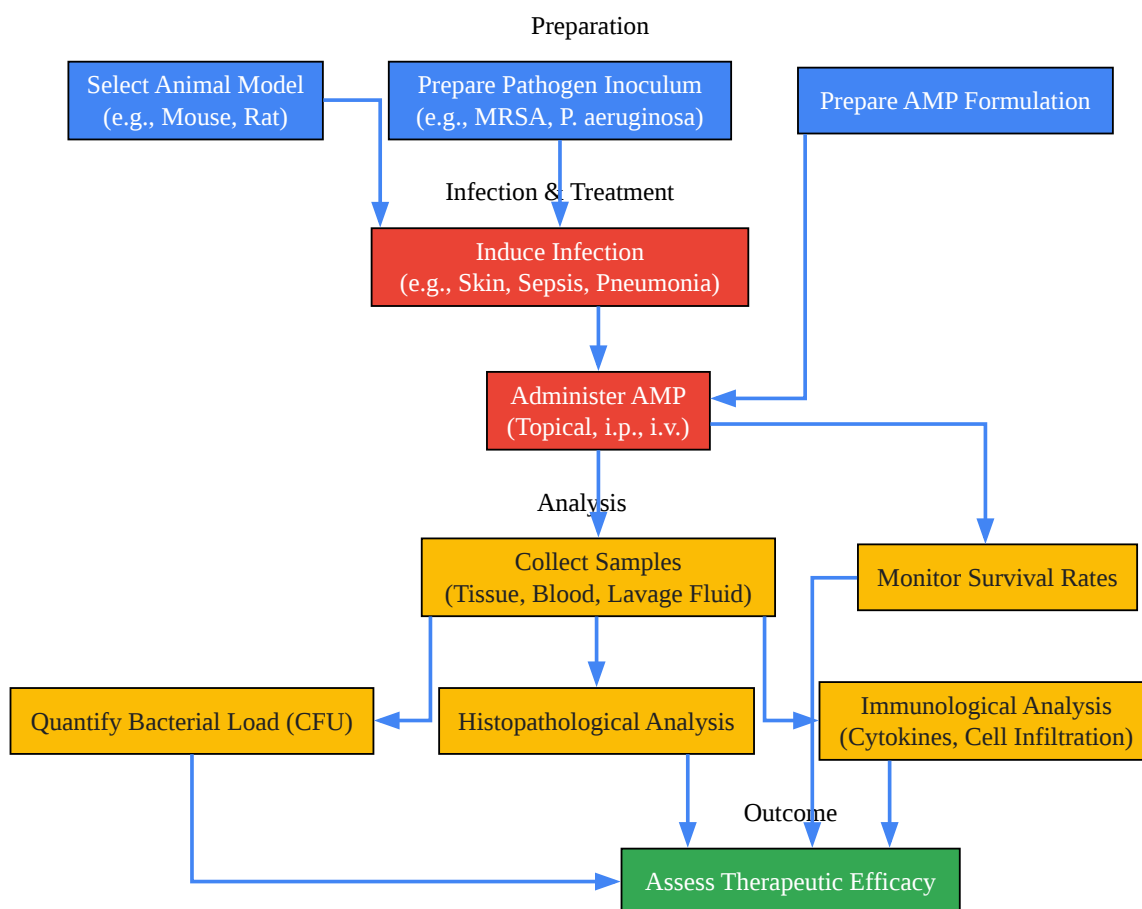 Preparation
Select Animal Model
(e.g., Mouse, Rat)
Prepare Pathogen Inoculum
(e.g., MRSA, P. aeruginosa)
Prepare AMP Formulation
Infection & Treatment
Induce Infection
(e.g., Skin, Sepsis, Pneumonia)
Administer AMP
(Topical, i.p., i.v.)
Analysis
Collect Samples
(Tissue, Blood, Lavage Fluid)
Monitor Survival Rates
Quantify Bacterial Load (CFU)
Histopathological Analysis
Immunological Analysis
(Cytokines, Cell Infiltration)
Outcome
Assess Therapeutic Efficacy